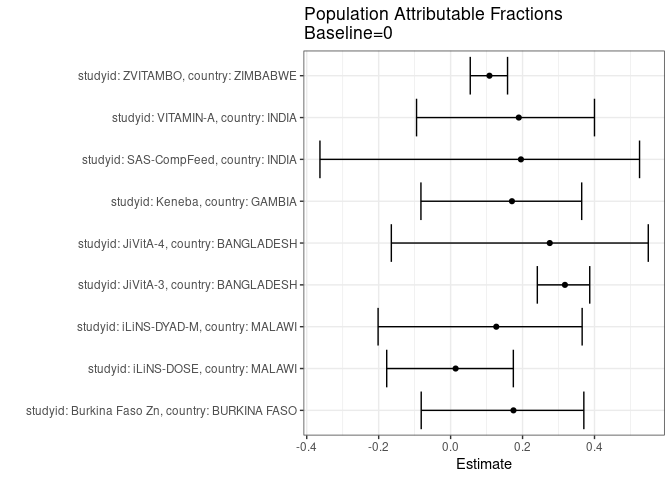 Population Attributable Fractions
Baseline=0
studyid: ZVITAMBO, country: ZIMBABWE
studyid: VITAMIN-A, country: INDIA
studyid: SAS-CompFeed, country: INDIA
studyid: Keneba, country: GAMBIA
studyid: JiVitA-4, country: BANGLADESH
studyid: JiVitA-3, country: BANGLADESH
studyid: iLiNS-DYAD-M, country: MALAWI
studyid: iLiNS-DOSE, country: MALAWI
studyid: Burkina Faso Zn, country: BURKINA FASO
-0.4 -0.2 0.0 0.2 0.4
Estimate